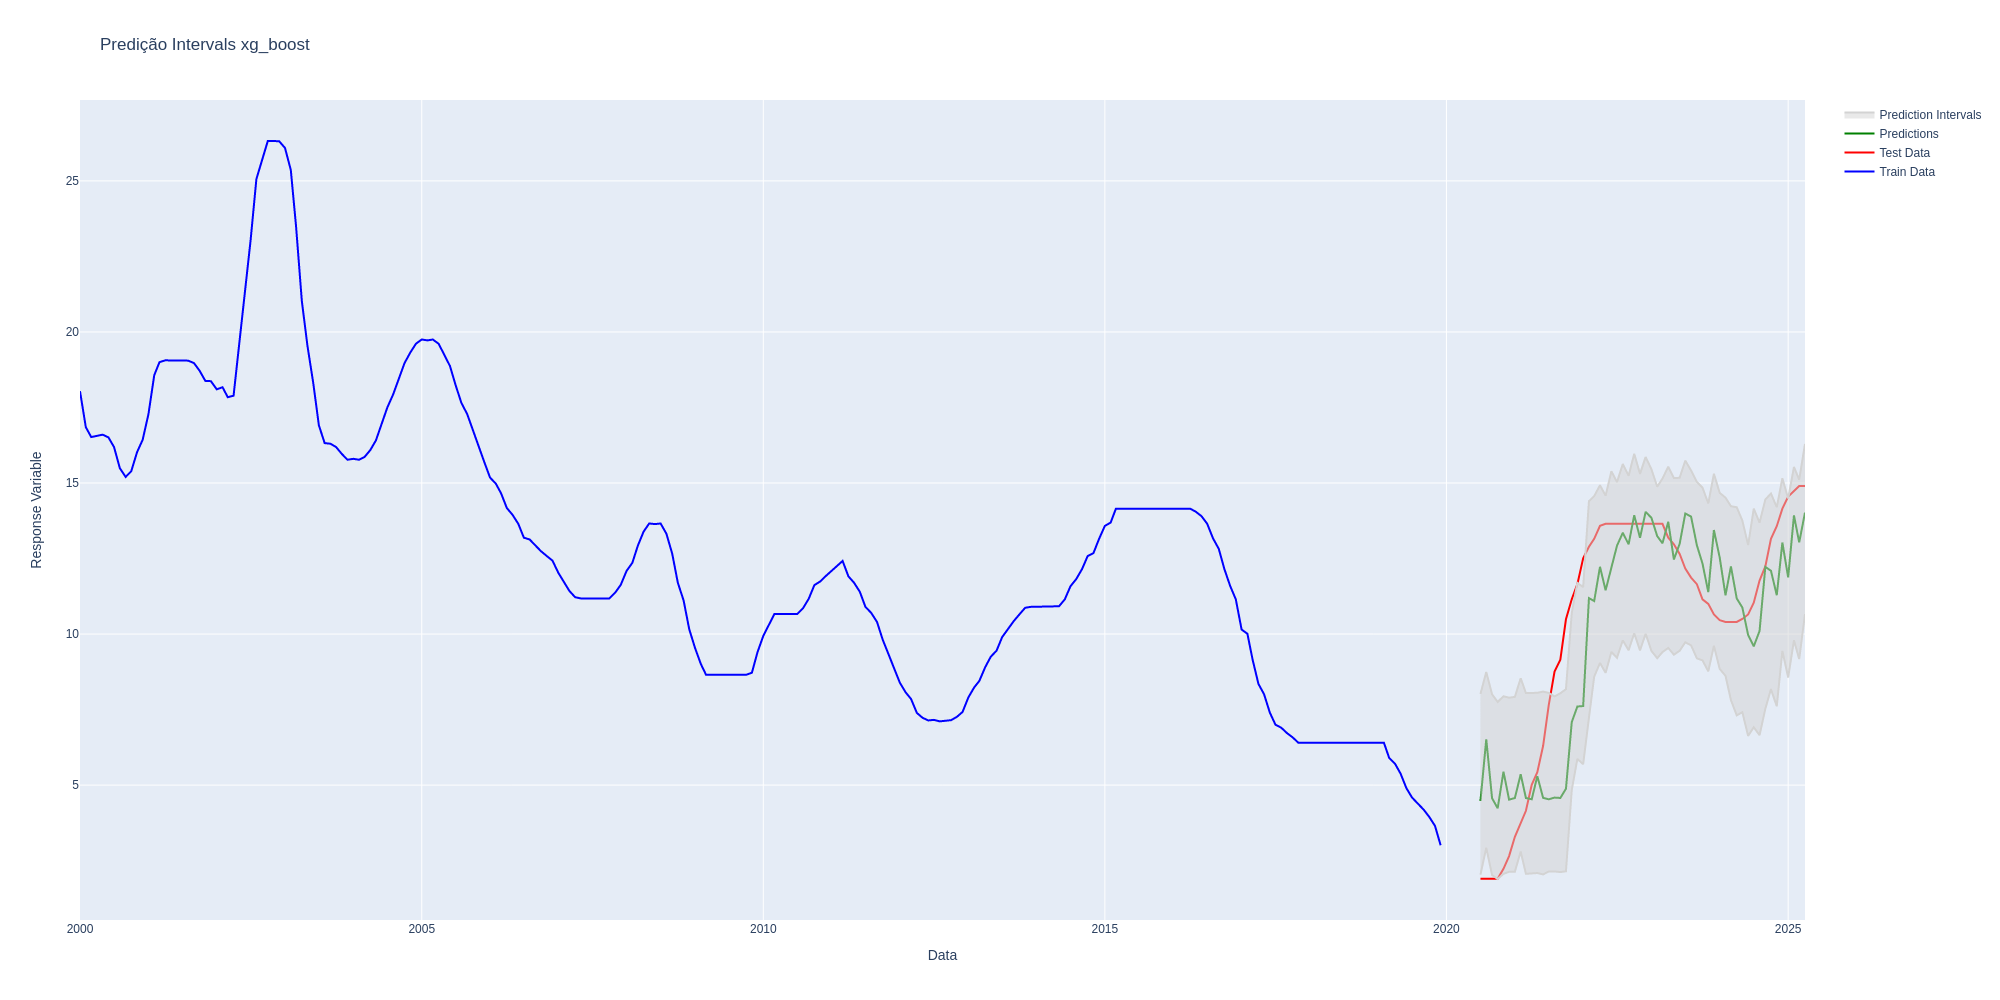 Predição Intervals xg_boost
Prediction Intervals
Predictions
Test Data
Train Data
Response Variable
25
20
15
10
5
2000
2005
2010
2015
2020
2025
Data